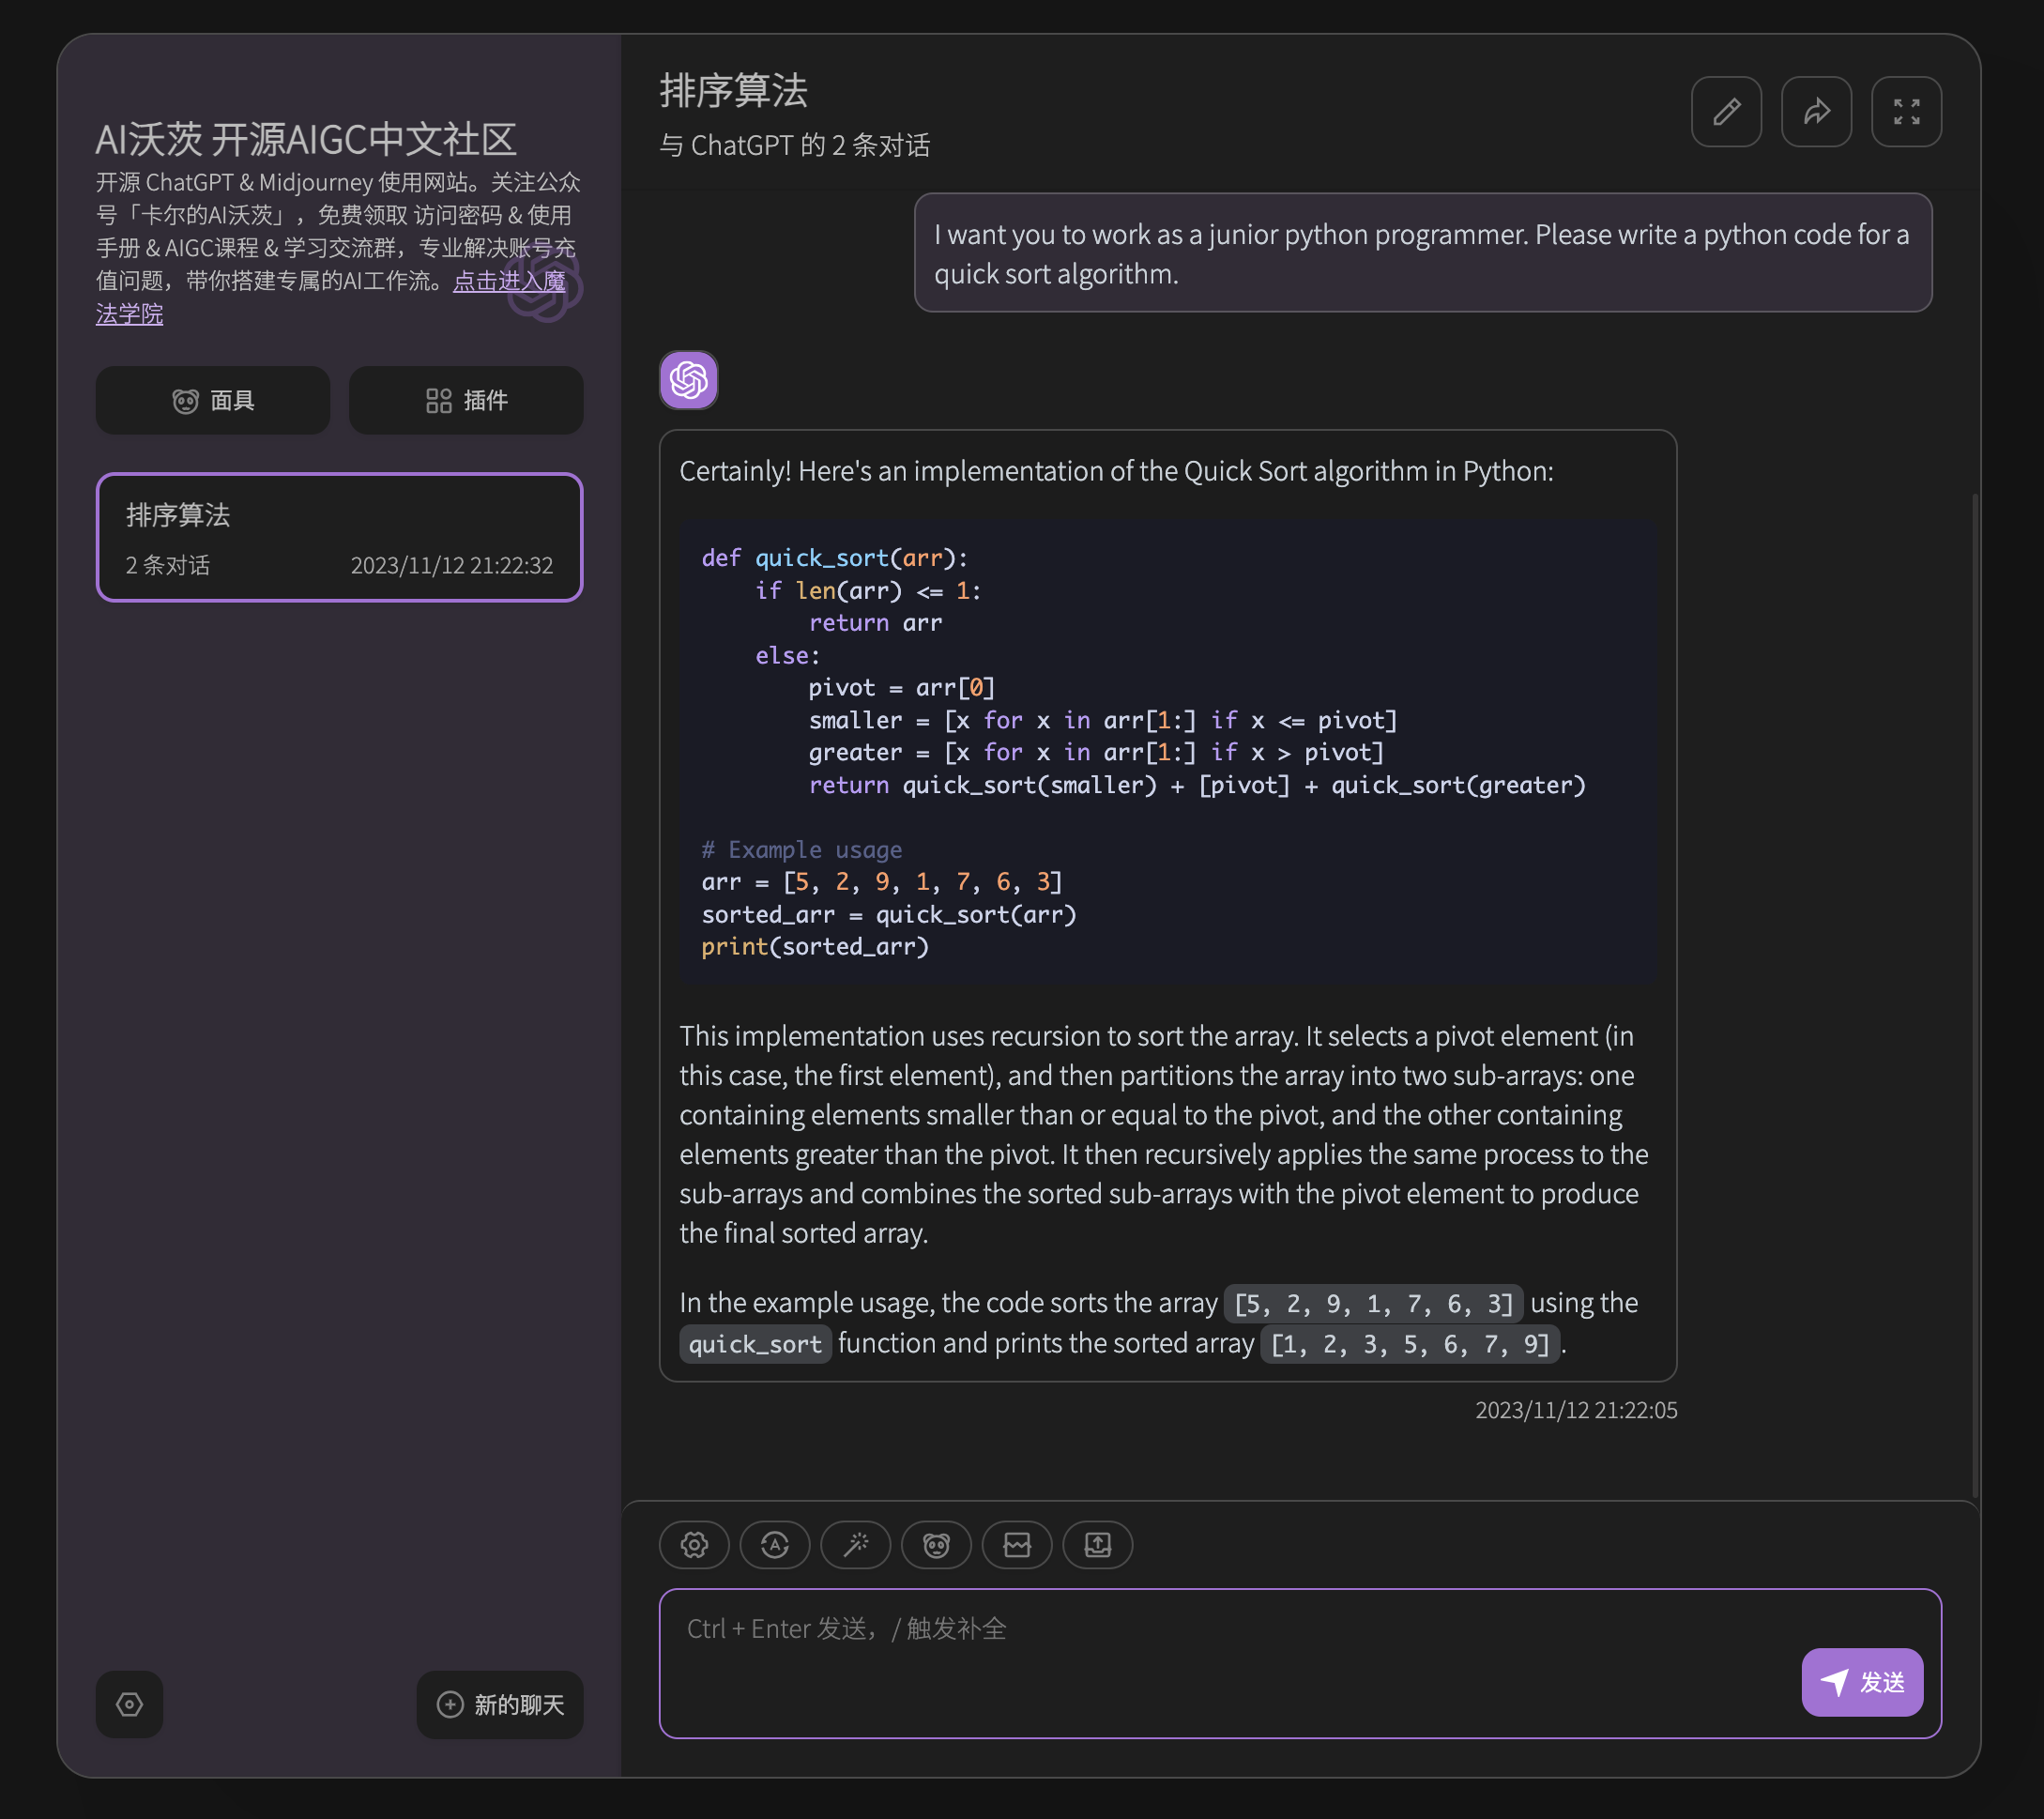 AI沃茨 开源AIGC中文社区
开源 ChatGPT & Midjourney 使用网站。关注公众
号「卡尔的AI沃茨」，免费领取 访问密码 & 使用
手册 & AIGC课程 & 学习交流群，专业解决账号充
值问题，带你搭建专属的AI工作流。点击进入魔
法学院
面具
插件
排序算法
2 条对话
2023/11/12 21:22:32
新的聊天
排序算法
与 ChatGPT 的 2 条对话
I want you to work as a junior python programmer. Please write a python code for a
quick sort algorithm.
Certainly! Here's an implementation of the Quick Sort algorithm in Python:
def quick_sort(arr):
    if len(arr) <= 1:
        return arr
    else:
        pivot = arr[0]
        smaller = [x for x in arr[1:] if x <= pivot]
        greater = [x for x in arr[1:] if x > pivot]
        return quick_sort(smaller) + [pivot] + quick_sort(greater)
# Example usage
arr = [5, 2, 9, 1, 7, 6, 3]
sorted_arr = quick_sort(arr)
print(sorted_arr)
This implementation uses recursion to sort the array. It selects a pivot element (in
this case, the first element), and then partitions the array into two sub-arrays: one
containing elements smaller than or equal to the pivot, and the other containing
elements greater than the pivot. It then recursively applies the same process to the
sub-arrays and combines the sorted sub-arrays with the pivot element to produce
the final sorted array.
In the example usage, the code sorts the array [5, 2, 9, 1, 7, 6, 3] using the
quick_sort function and prints the sorted array [1, 2, 3, 5, 6, 7, 9].
2023/11/12 21:22:05
Ctrl + Enter 发送，/ 触发补全
发送